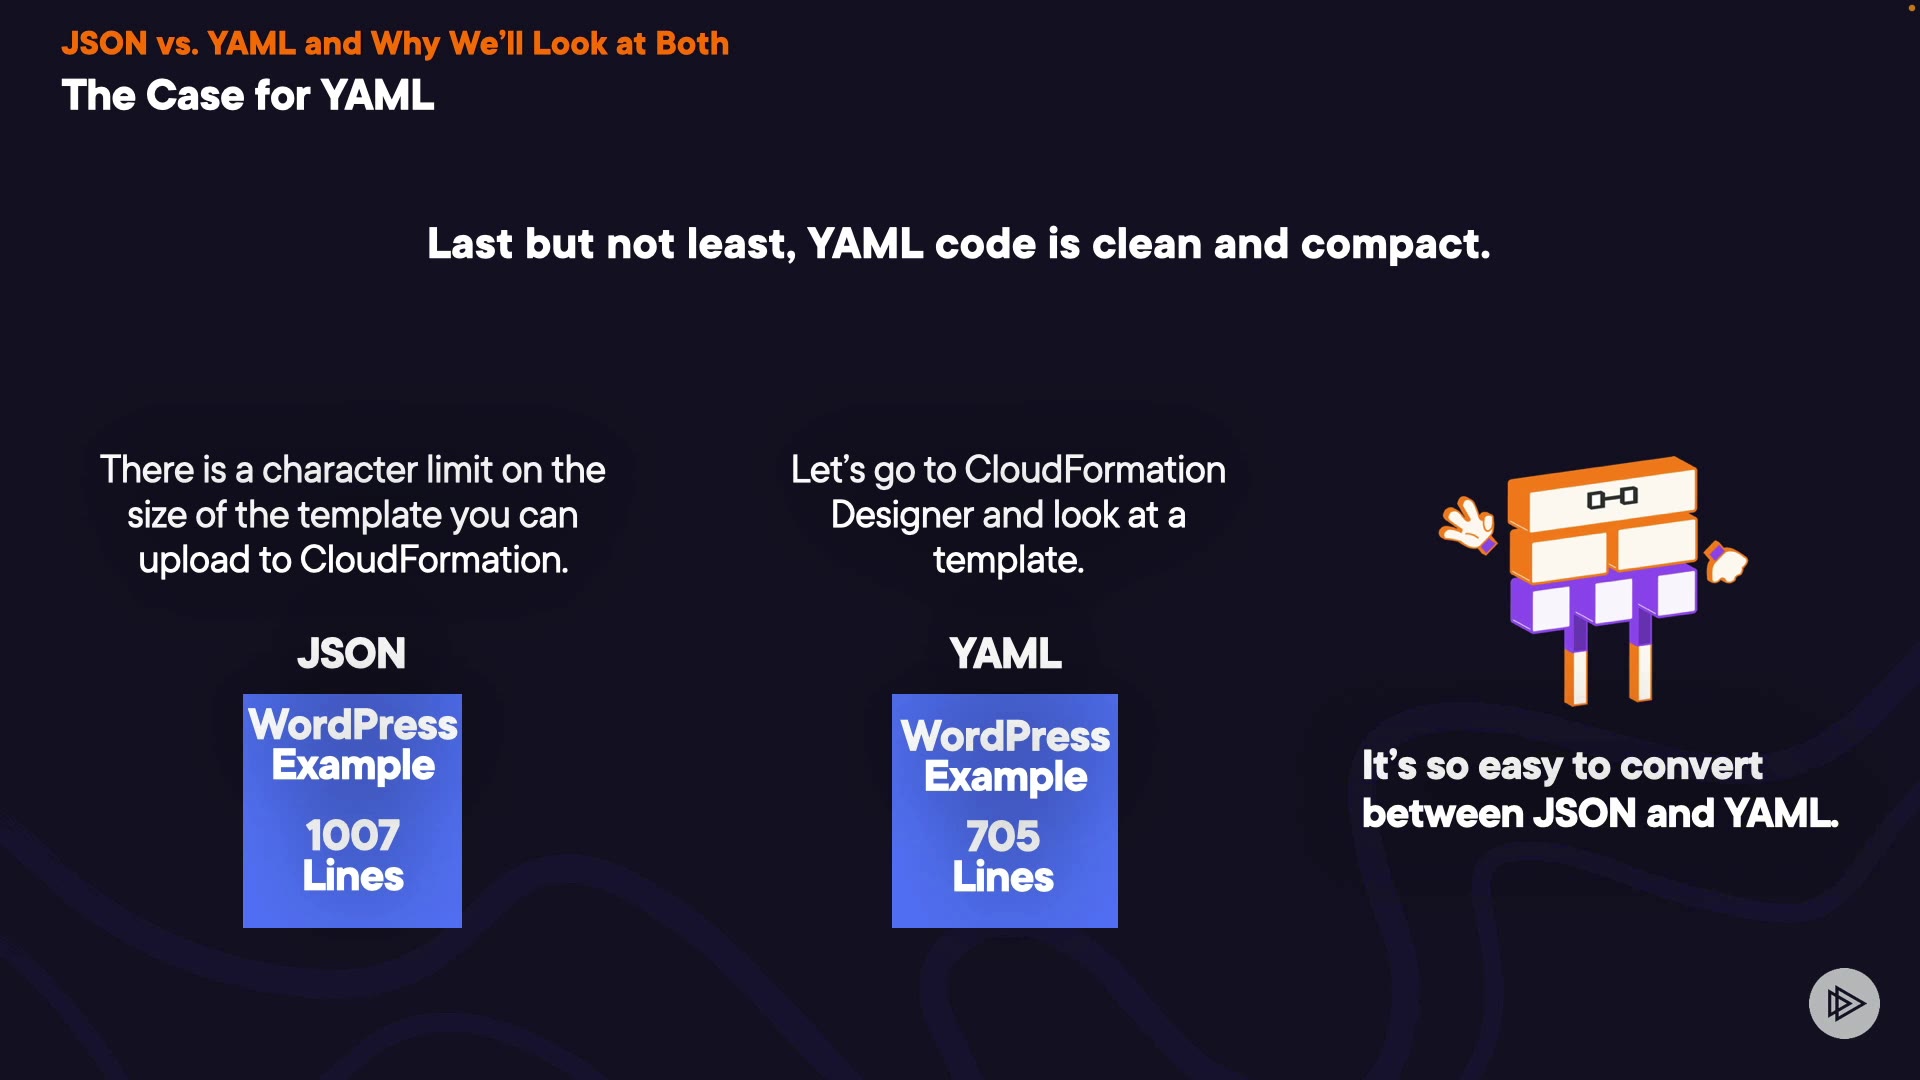 JSON vs. YAML and Why We’ll Look at Both
The Case for YAML
Last but not least, YAML code is clean and compact.
There is a character limit on the
size of the template you can
upload to CloudFormation.
JSON
WordPress
Example
1007
Lines
Let’s go to CloudFormation
Designer and look at a
template.
YAML
WordPress
Example
705
Lines
It’s so easy to convert
between JSON and YAML.